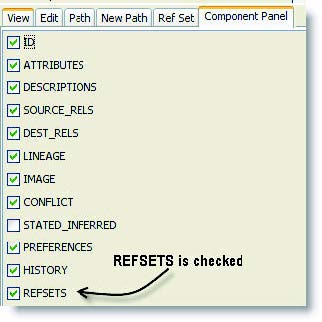 View Edit Path New Path Ref Set Component Panel
ID
ATTRIBUTES
DESCRIPTIONS
SOURCE_RELS
DEST_RELS
LINEAGE
IMAGE
CONFLICT
STATED_INFERRED
PREFERENCES
REFSETS is checked
HISTORY
REFSETS